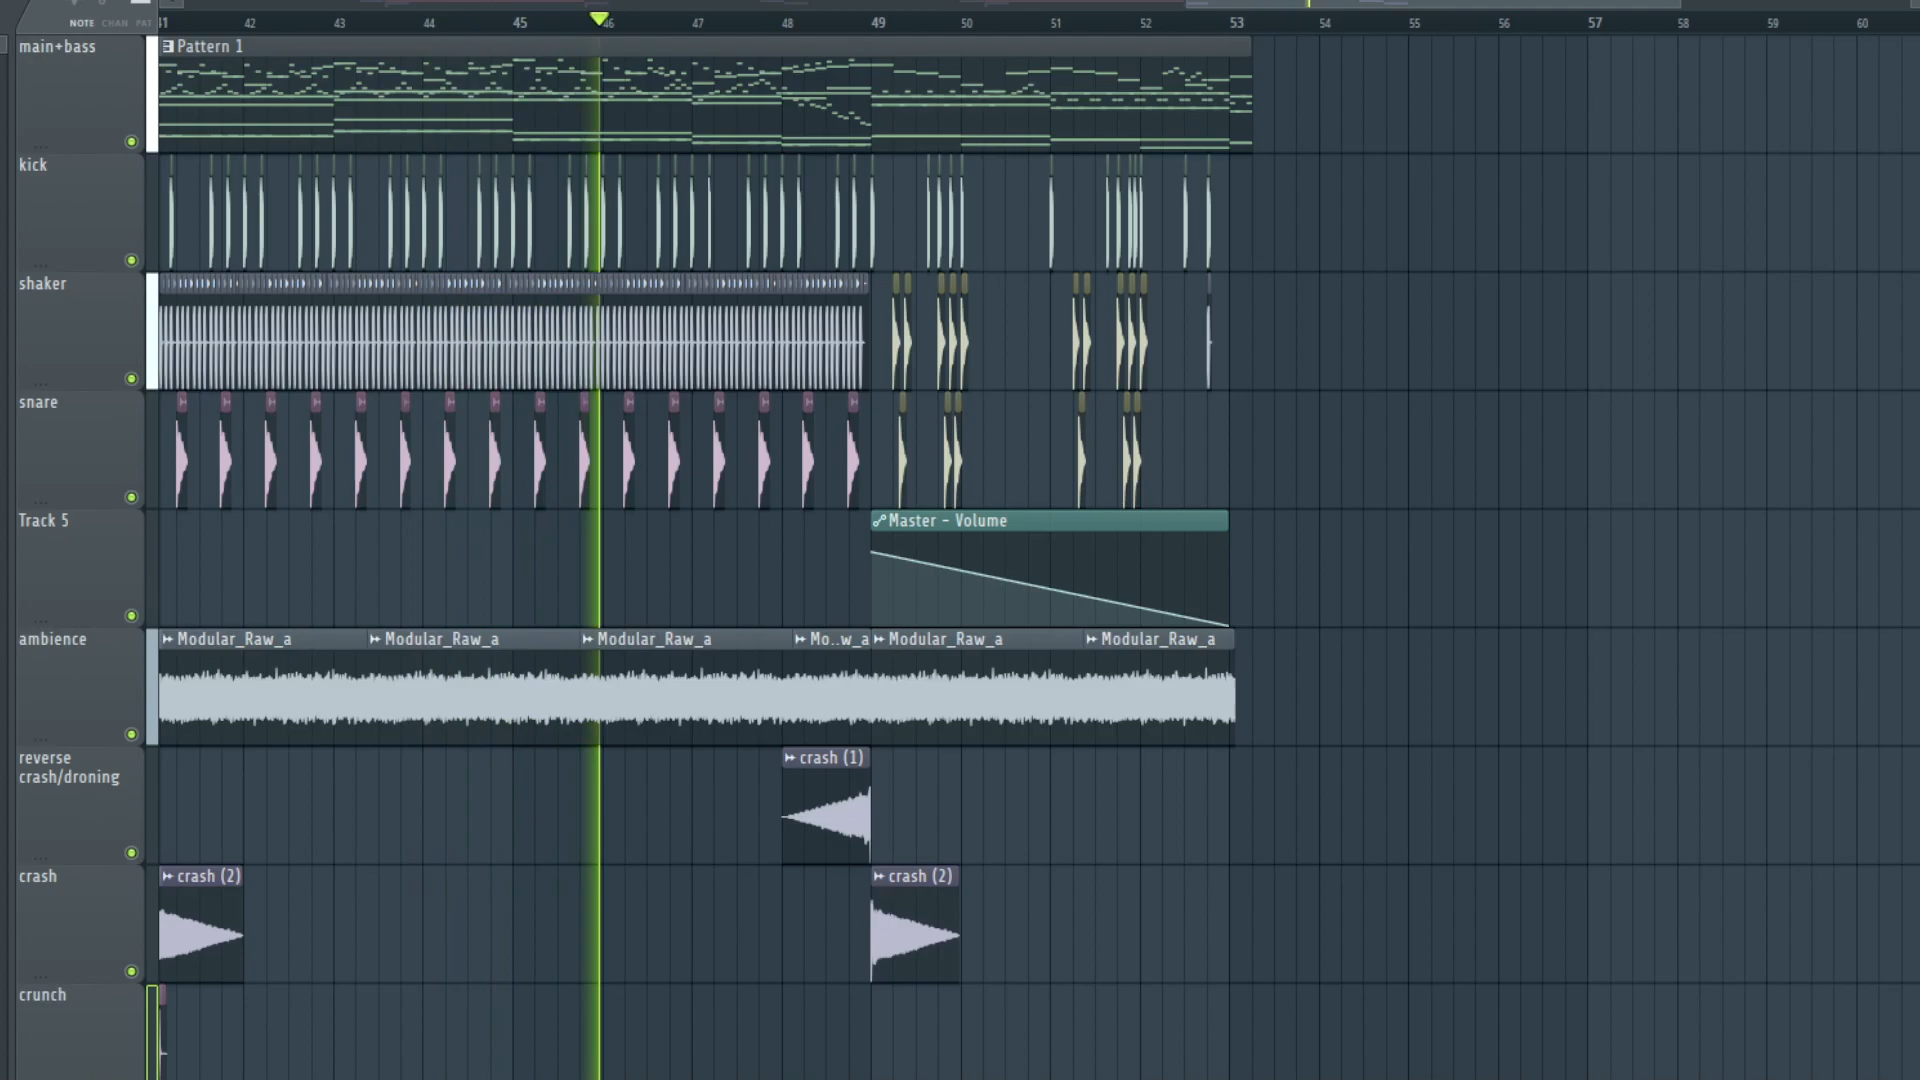 NOTE CHAN PAT
41 42 43 44 45 46 47 48 49 50 51 52 53 54 55 56 57 58 59 60
main+bass
Pattern 1
kick
shaker
snare
Track 5
Master - Volume
ambience
Modular_Raw_a Modular_Raw_a Modular_Raw_a Mo..w_a Modular_Raw_a Modular_Raw_a
reverse
crash/droning
crash (1)
crash
crash (2) crash (2)
crunch